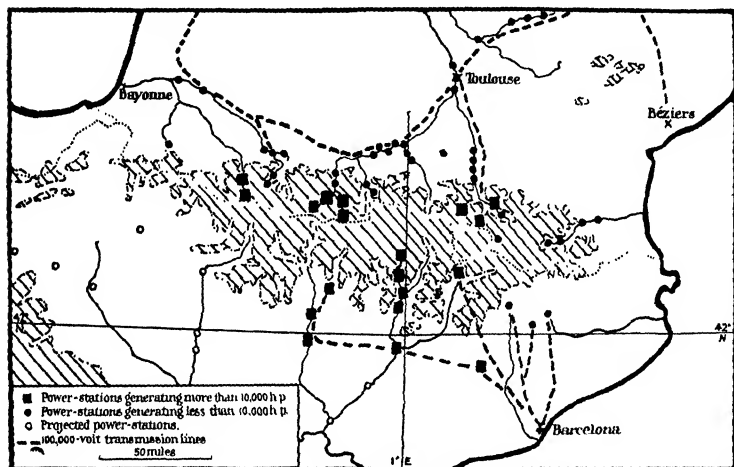 Bayonne
Toulouse
Béziers
42° N
42° N
Power-stations generating more than 10,000 h p.
Power-stations generating less than 10,000 h p.
Projected power-stations.
100,000-volt transmission lines
50 miles
1° E
Barcelona